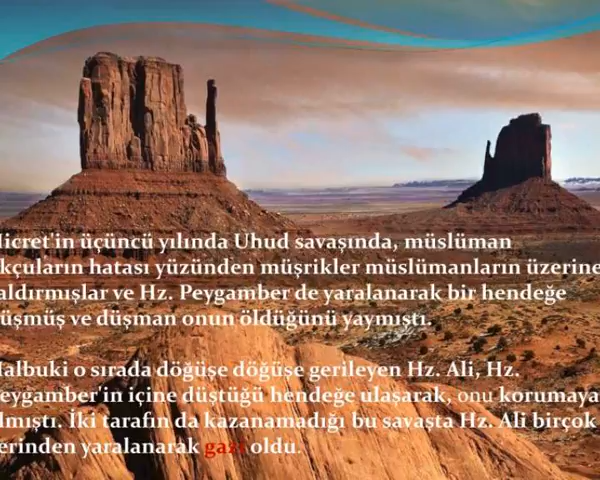 icret'in üçüncü yılında Uhud savaşında, müslüman
kçuların hatası yüzünden müşrikler müslümanların üzerine
aldırmışlar ve Hz. Peygamber de yaralanarak bir hendeğe
üşmüş ve düşman onun öldüğünü yaymıştı.
albuki o sırada döğüşe döğüşe gerileyen Hz. Ali, Hz.
eygamber'in içine düştüğü hendeğe ulaşarak, onu korumaya
lmıştı. İki tarafın da kazanamadığı bu savaşta Hz. Ali birçok
erinden yaralanarak gazi oldu.